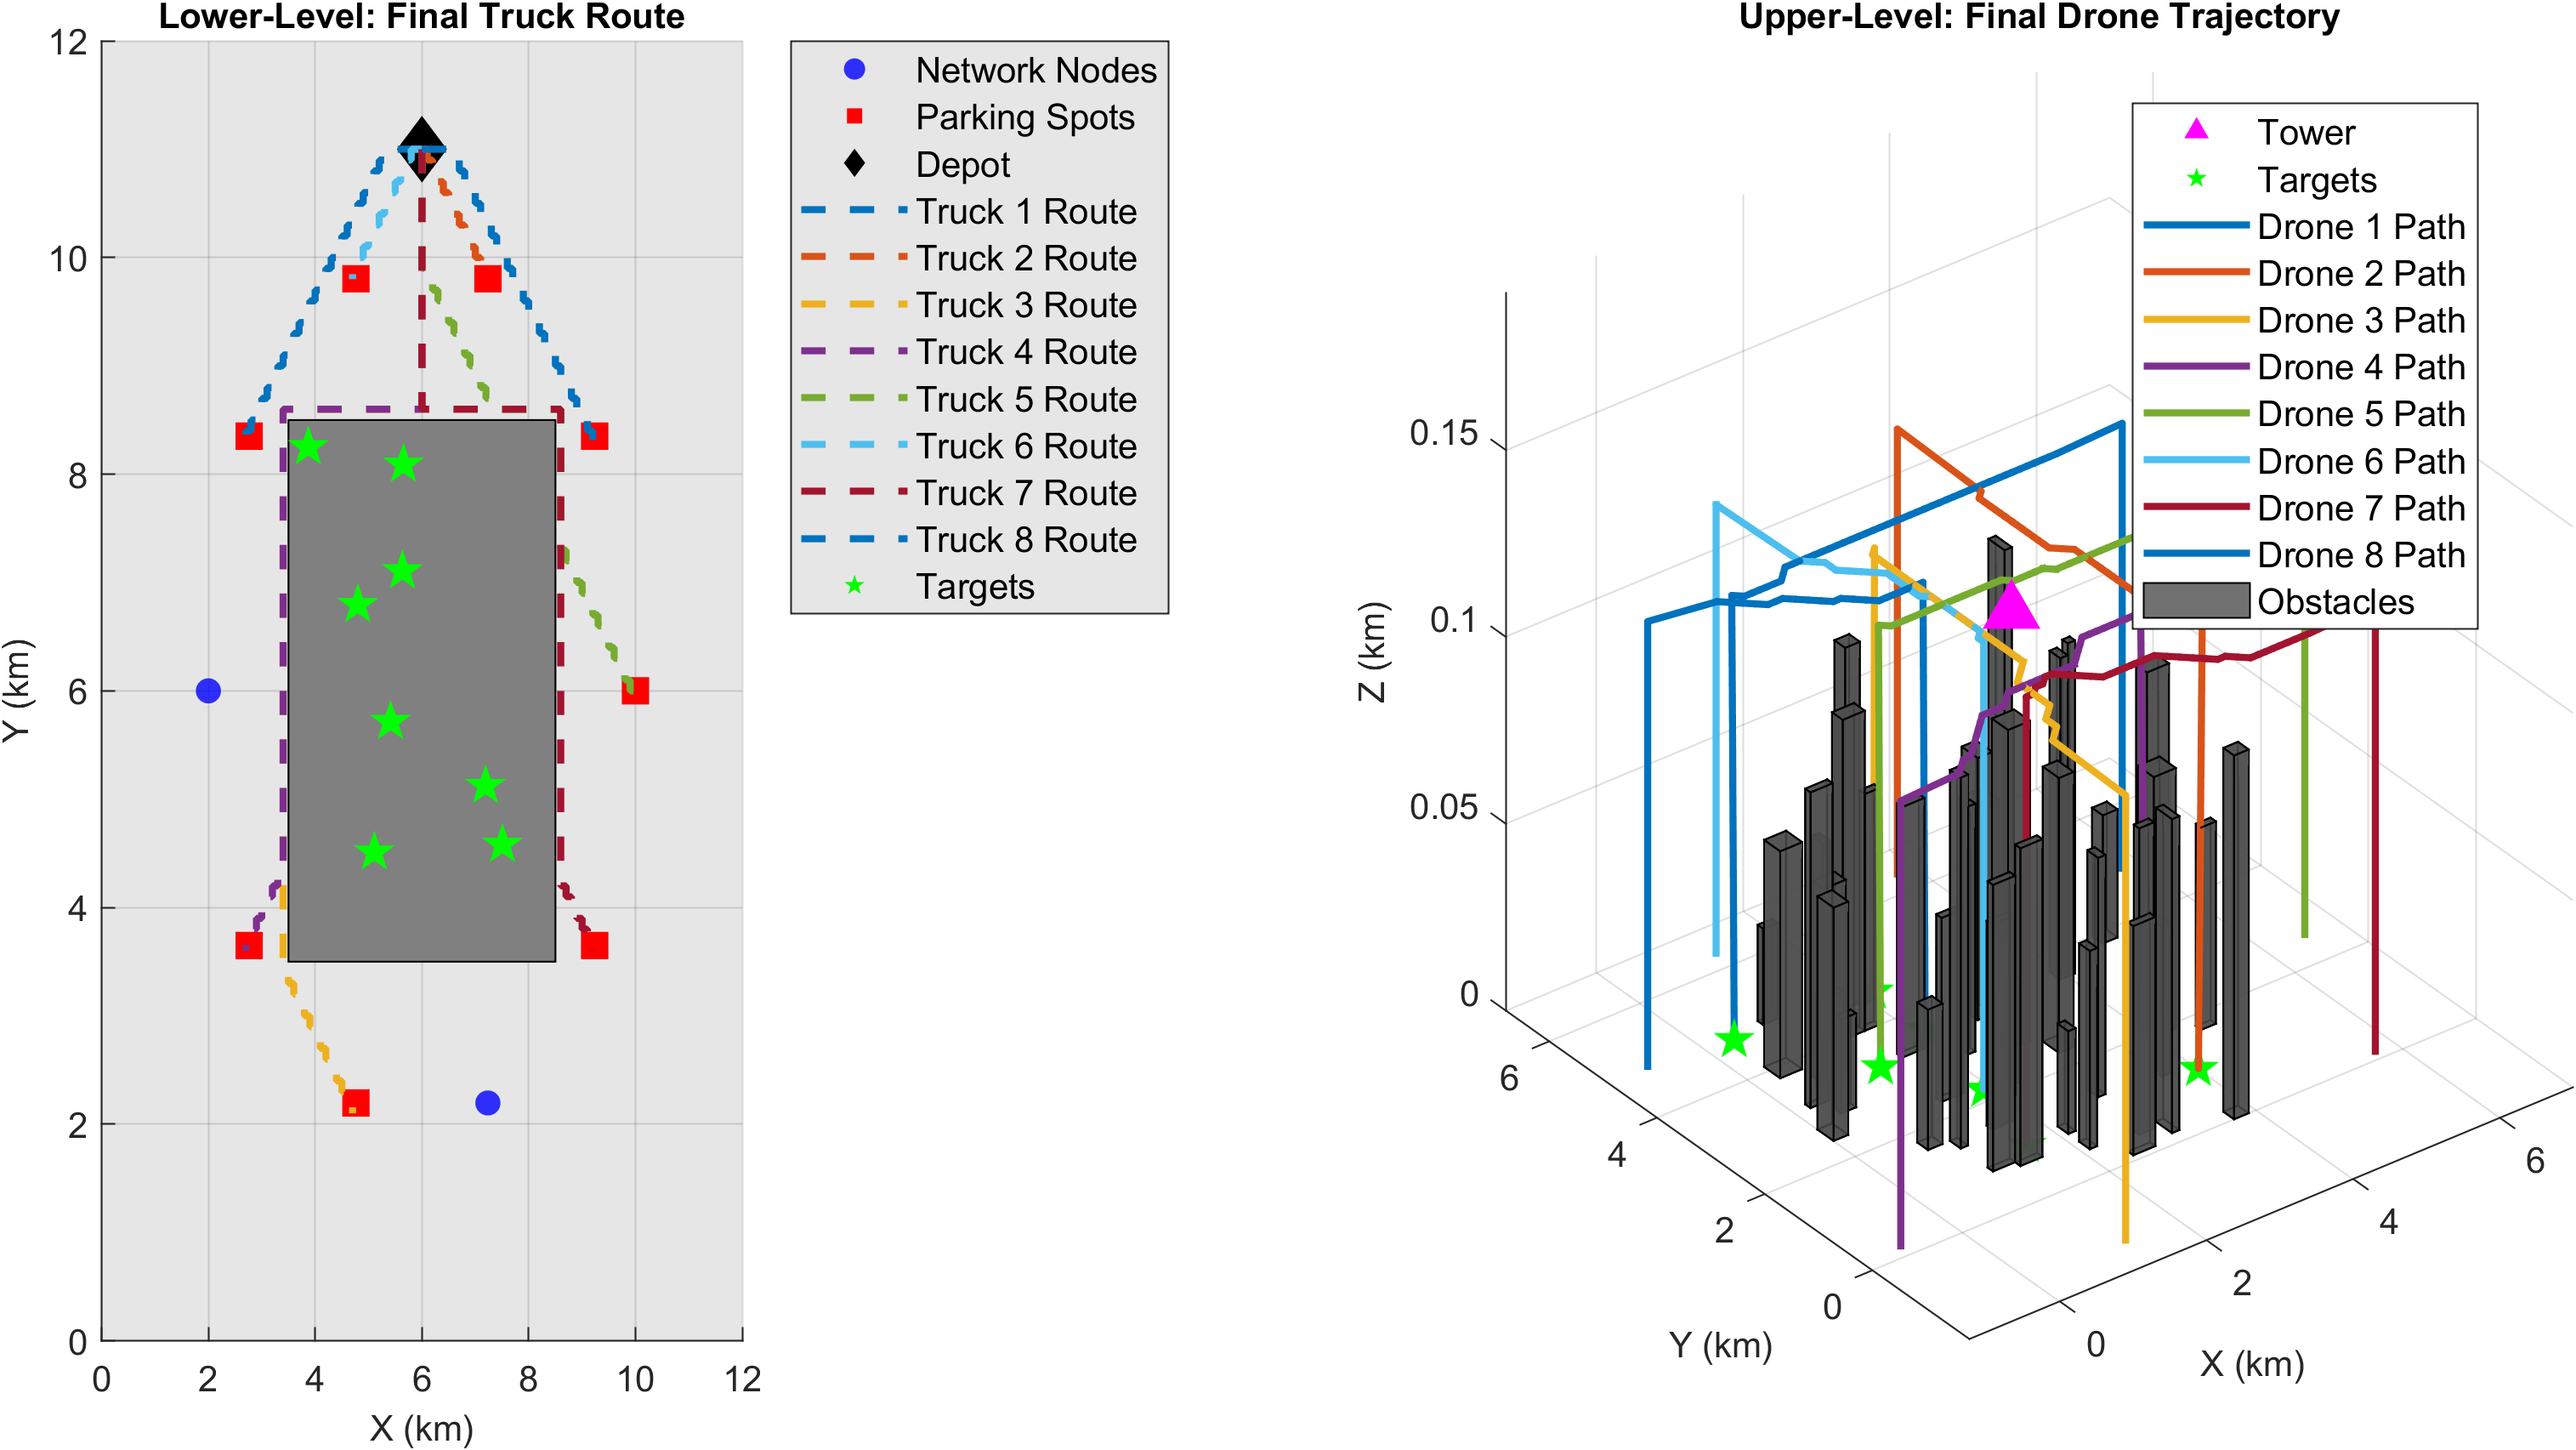 Lower-Level: Final Truck Route
12
10
8
6
4
2
0
0
2
4
6
8
10
12
Y (km)
X (km)
Network Nodes
Parking Spots
Depot
Truck 1 Route
Truck 2 Route
Truck 3 Route
Truck 4 Route
Truck 5 Route
Truck 6 Route
Truck 7 Route
Truck 8 Route
Targets
Upper-Level: Final Drone Trajectory
Tower
Targets
Drone 1 Path
Drone 2 Path
Drone 3 Path
Drone 4 Path
Drone 5 Path
Drone 6 Path
Drone 7 Path
Drone 8 Path
Obstacles
0.15
0.1
0.05
0
Z (km)
6
4
2
0
Y (km)
0
2
4
6
X (km)